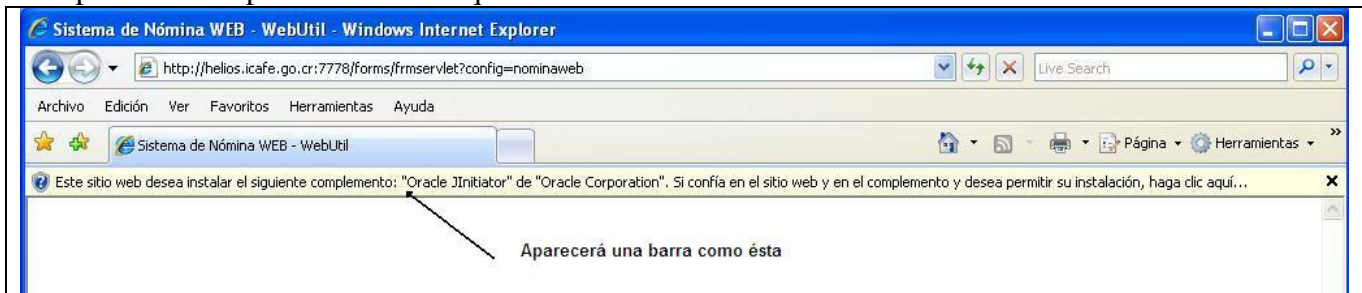 Sistema de Nómina WEB - WebUtil - Windows Internet Explorer
http://helios.icafe.go.cr:7778/forms/frmservlet?config=nominaweb
Live Search
Archivo Edición Ver Favoritos Herramientas Ayuda
Sistema de Nómina WEB - WebUtil
Página
Herramientas
Este sitio web desea instalar el siguiente complemento: "Oracle JInitiator" de "Oracle Corporation". Si confía en el sitio web y en el complemento y desea permitir su instalación, haga clic aquí...
Aparecerá una barra como ésta